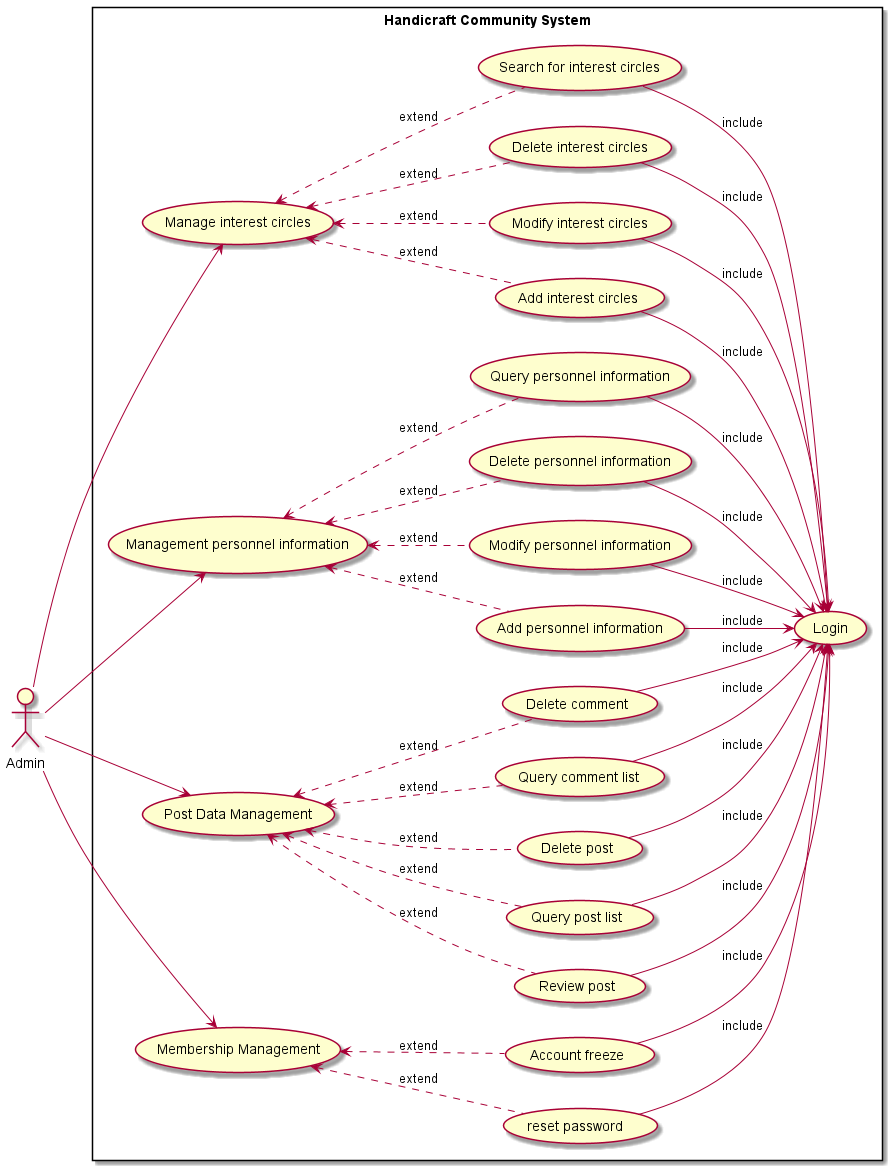 Handicraft Community System
Search for interest circles
extend
include
Delete interest circles
extend
include
Manage interest circles
extend
Modify interest circles
extend
include
Add interest circles
include
Query personnel information
extend
include
Delete personnel information
extend
include
Management personnel information
extend
Modify personnel information
extend
include
Add personnel information
include
Login
include
Delete comment
include
extend
Admin
Query comment list
extend
include
Post Data Management
extend
Delete post
include
extend
Query post list
include
extend
Review post
include
Membership Management
extend
Account freeze
include
extend
reset password